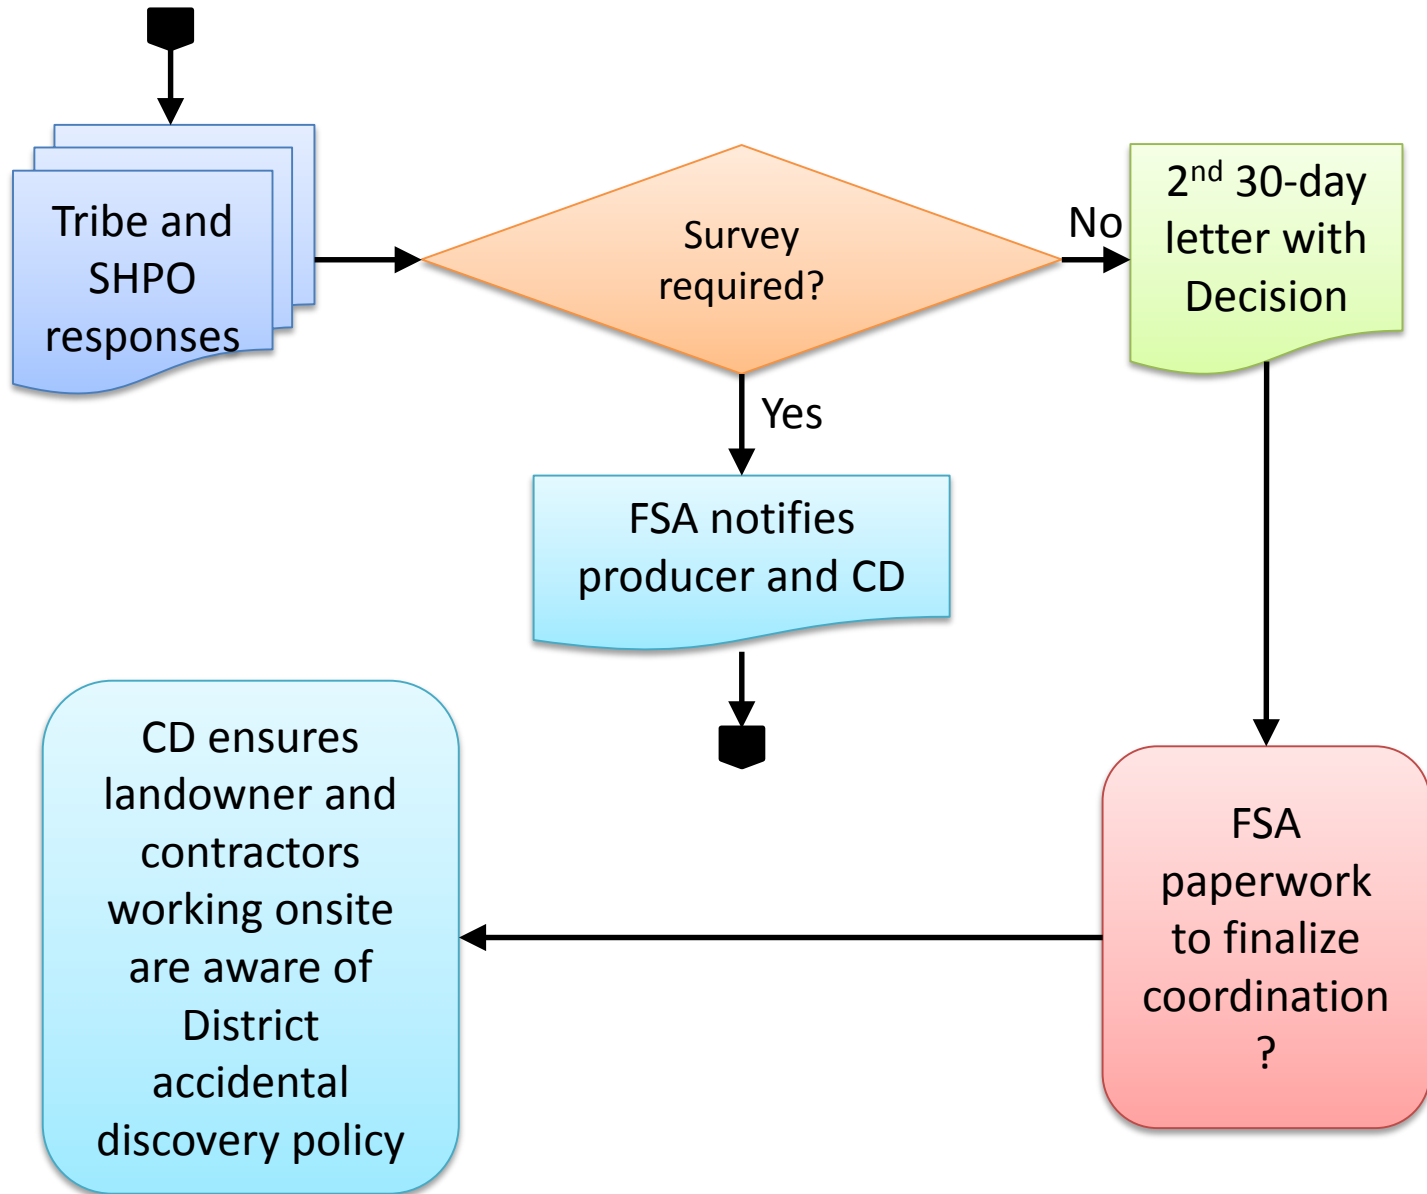 Tribe and
SHPO
responses
Survey
required?
No
2nd 30-day
letter with
Decision
Yes
FSA notifies
producer and CD
CD ensures
landowner and
contractors
working onsite
are aware of
District
accidental
discovery policy
FSA
paperwork
to finalize
coordination
?